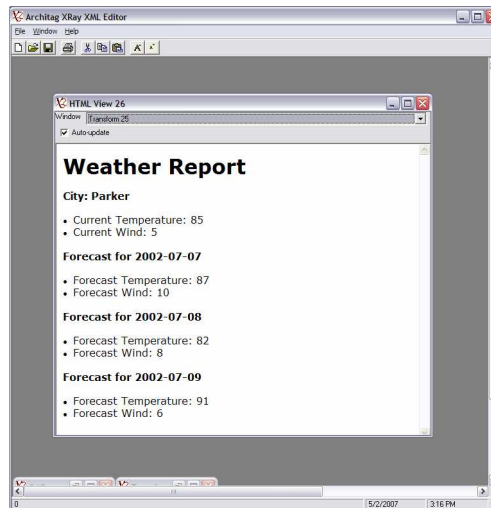 Architag XRay XML Editor
File Window Help
HTML View 26
Window Transform 25
Auto-update
Weather Report
City: Parker
• Current Temperature: 85
• Current Wind: 5
Forecast for 2002-07-07
• Forecast Temperature: 87
• Forecast Wind: 10
Forecast for 2002-07-08
• Forecast Temperature: 82
• Forecast Wind: 8
Forecast for 2002-07-09
• Forecast Temperature: 91
• Forecast Wind: 6
0 5/2/2007 3:16 PM